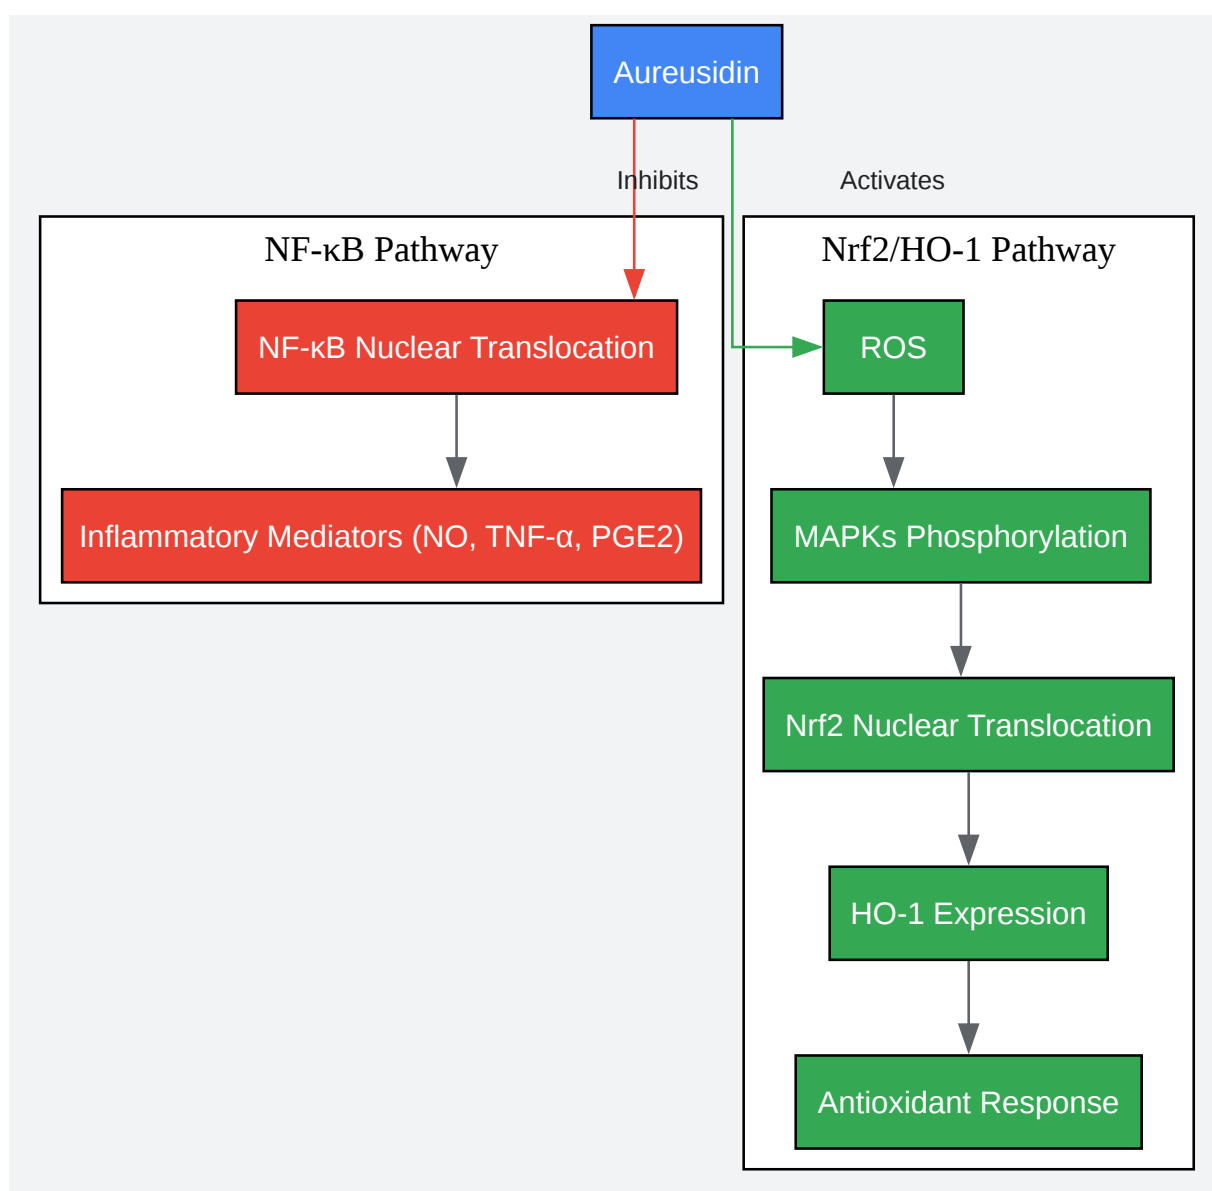 Aureusidin
Inhibits
Activates
NF-κB Pathway
NF-κB Nuclear Translocation
Inflammatory Mediators (NO, TNF-α, PGE2)
Nrf2/HO-1 Pathway
ROS
MAPKs Phosphorylation
Nrf2 Nuclear Translocation
HO-1 Expression
Antioxidant Response